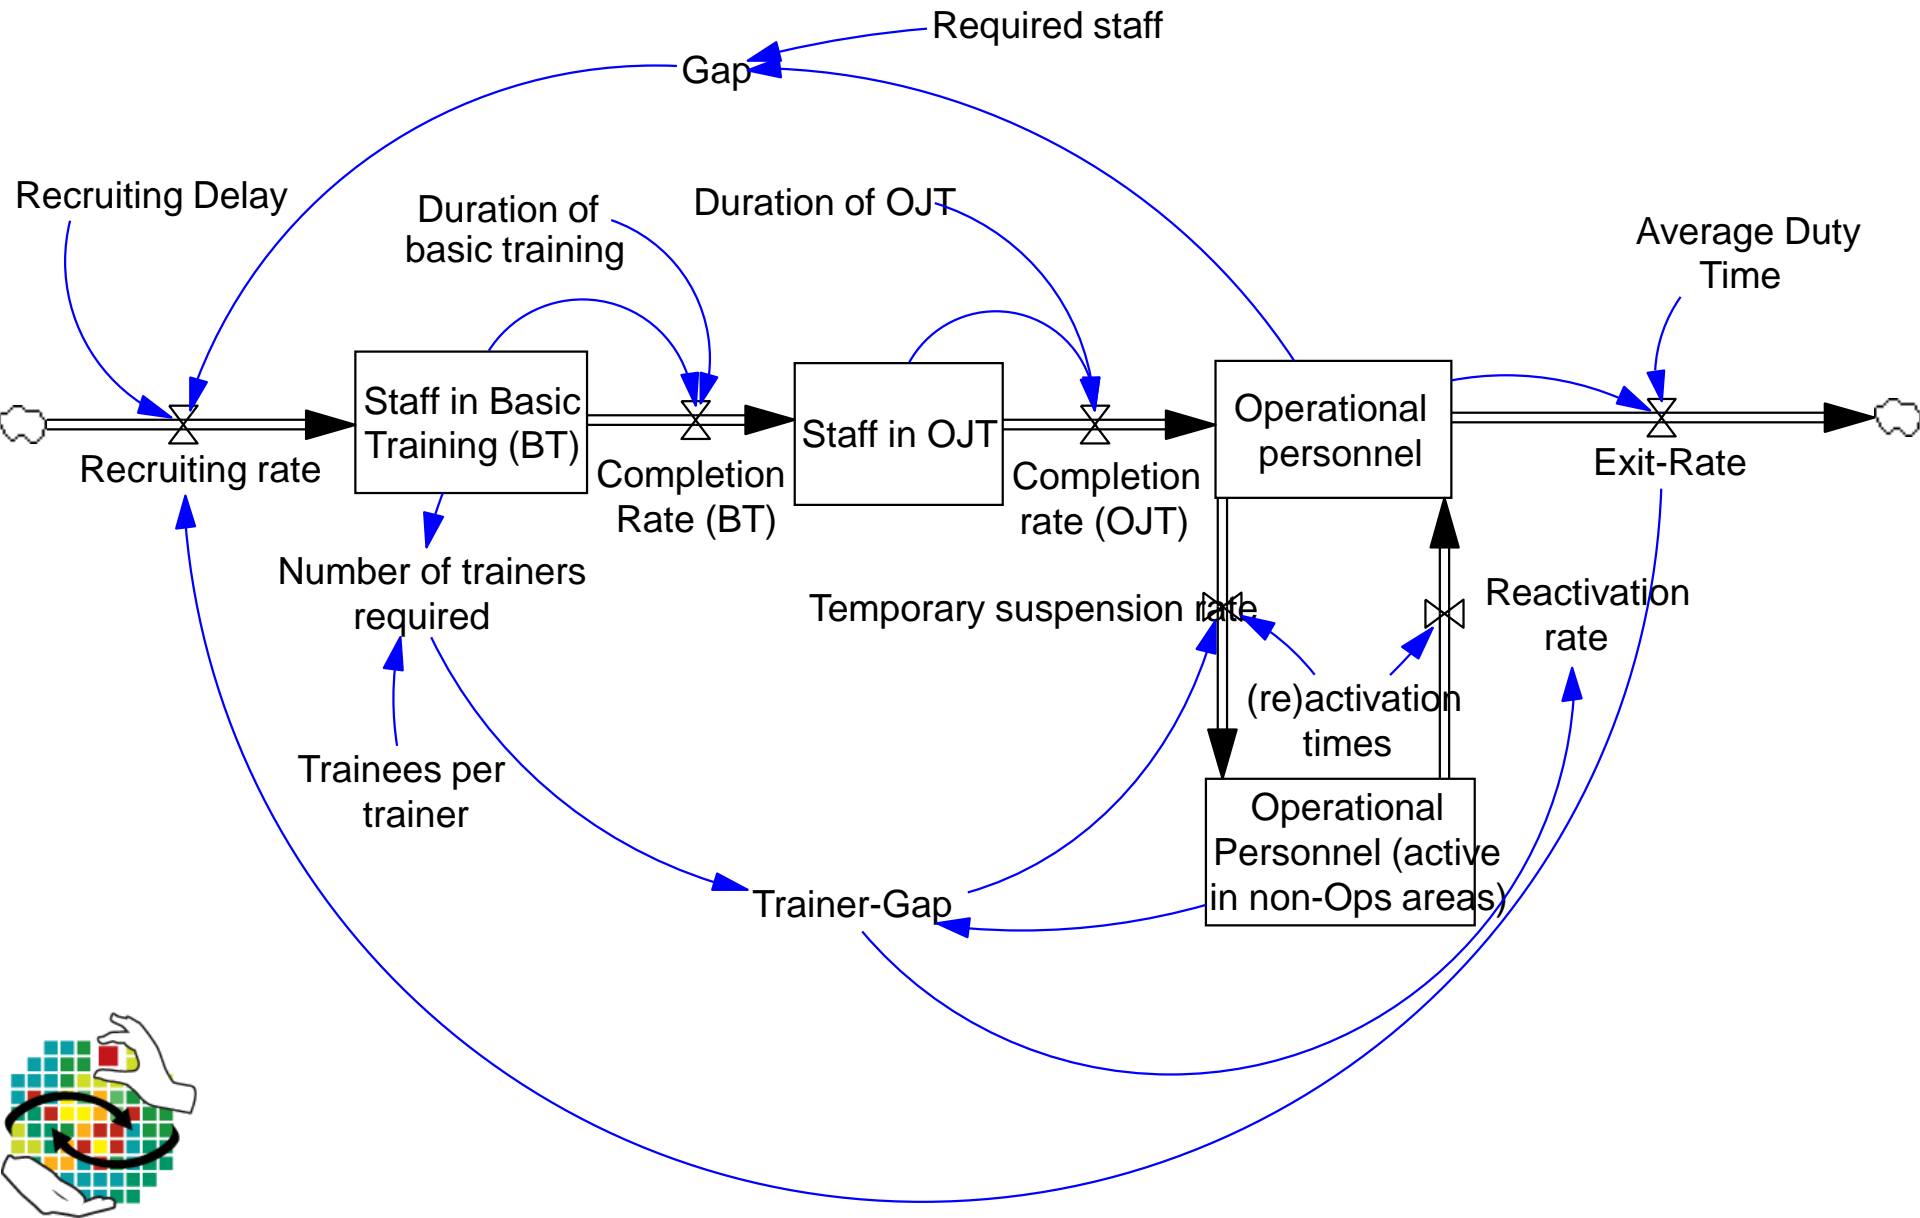 Required staff
Gap
Recruiting Delay
Duration of
basic training
Duration of OJT
Average Duty
Time
Staff in Basic
Training (BT)
Staff in OJT
Operational
personnel
Recruiting rate
Completion
Rate (BT)
Completion
rate (OJT)
Exit-Rate
Number of trainers
required
Temporary suspension rate
Reactivation
rate
(re)activation
times
Trainees per
trainer
Operational
Personnel (active
in non-Ops areas)
Trainer-Gap